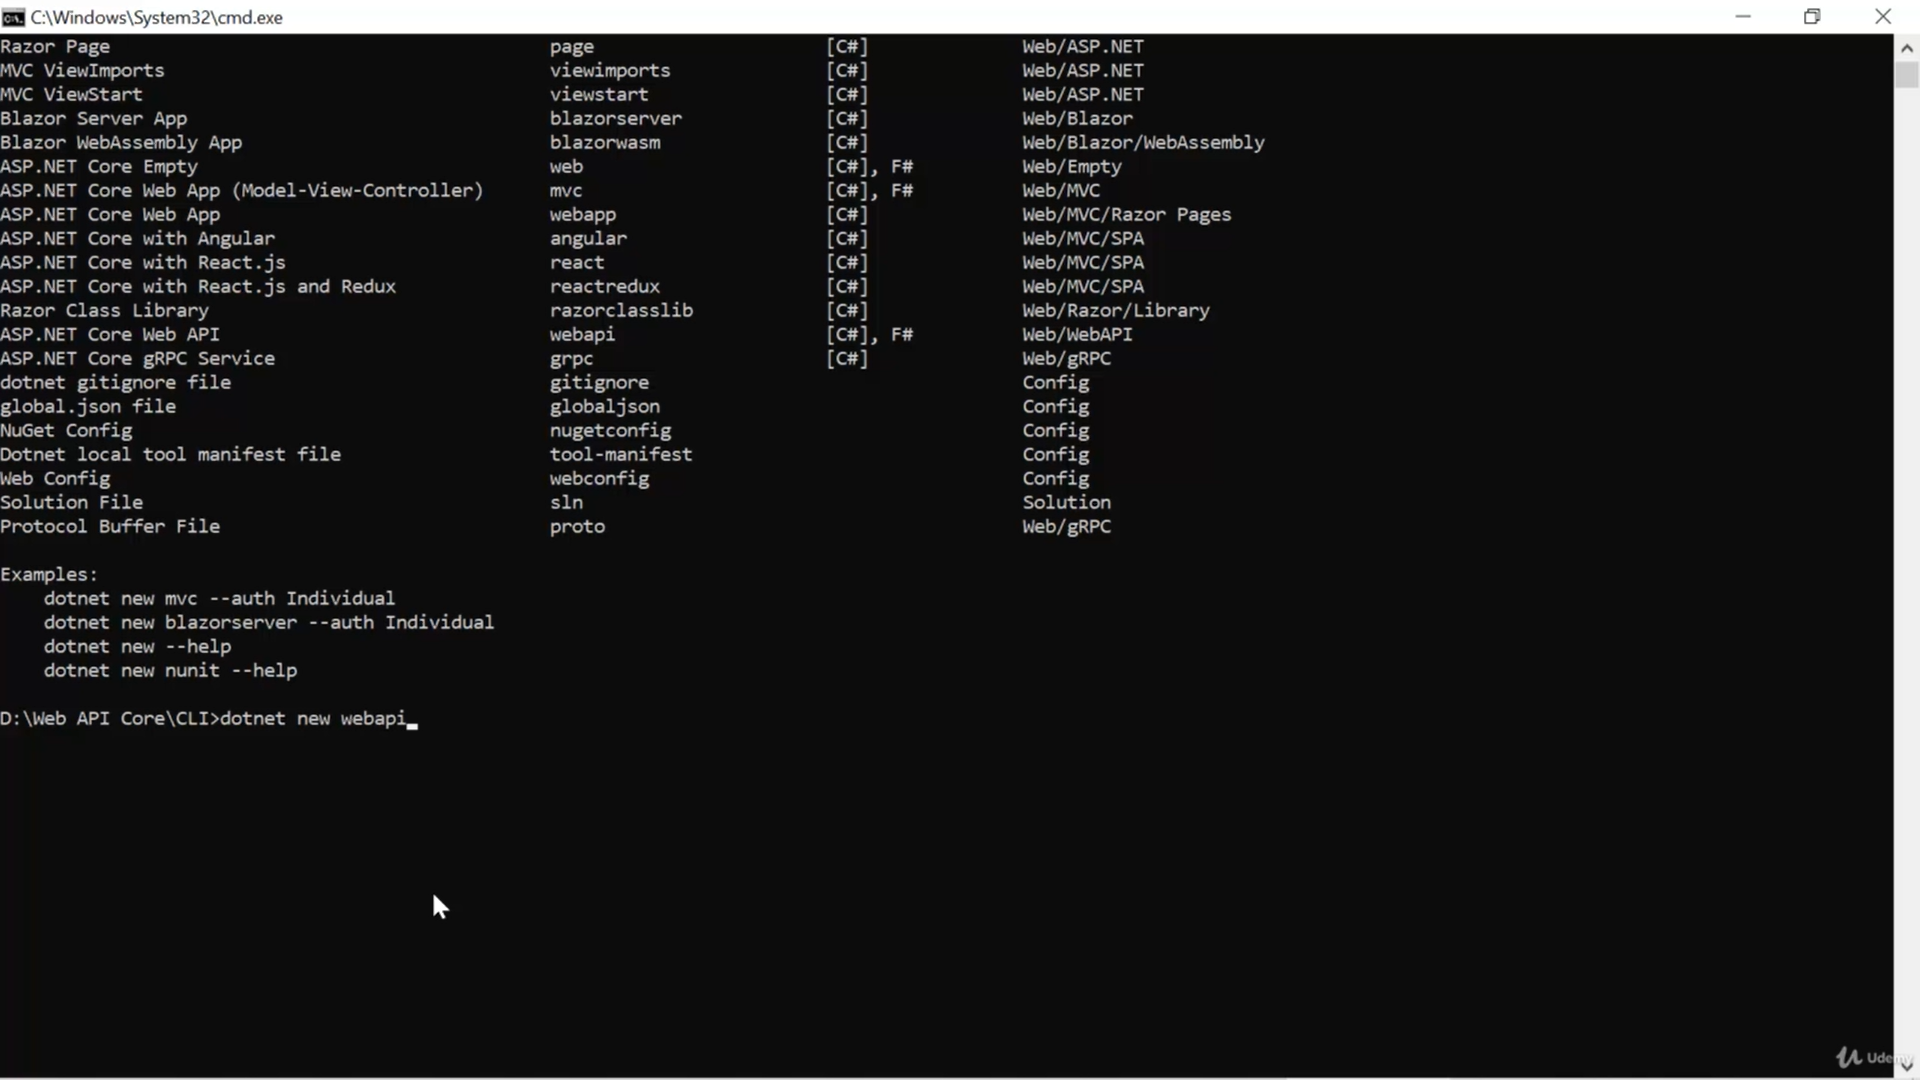 C:\Windows\System32\cmd.exe
Razor Page page [C#] Web/ASP.NET
MVC ViewImports viewimports [C#] Web/ASP.NET
MVC ViewStart viewstart [C#] Web/ASP.NET
Blazor Server App blazorserver [C#] Web/Blazor
Blazor WebAssembly App blazorwasm [C#] Web/Blazor/WebAssembly
ASP.NET Core Empty web [C#], F# Web/Empty
ASP.NET Core Web App (Model-View-Controller) mvc [C#], F# Web/MVC
ASP.NET Core Web App webapp [C#] Web/MVC/Razor Pages
ASP.NET Core with Angular angular [C#] Web/MVC/SPA
ASP.NET Core with React.js react [C#] Web/MVC/SPA
ASP.NET Core with React.js and Redux reactredux [C#] Web/MVC/SPA
Razor Class Library razorclasslib [C#] Web/Razor/Library
ASP.NET Core Web API webapi [C#], F# Web/WebAPI
ASP.NET Core gRPC Service grpc [C#] Web/gRPC
dotnet gitignore file gitignore Config
global.json file globaljson Config
NuGet Config nugetconfig Config
Dotnet local tool manifest file tool-manifest Config
Web Config webconfig Config
Solution File sln Solution
Protocol Buffer File proto Web/gRPC
Examples:
dotnet new mvc --auth Individual
dotnet new blazorserver --auth Individual
dotnet new --help
dotnet new nunit --help
D:\Web API Core\CLI>dotnet new webapi
Udemy